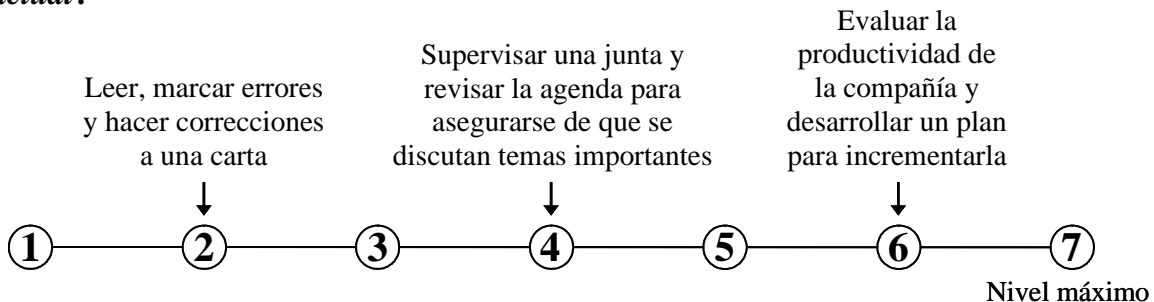 Leer, marcar errores
y hacer correcciones
a una carta
Supervisar una junta y
revisar la agenda para
asegurarse de que se
discutan temas importantes
Evaluar la
productividad de
la compañía y
desarrollar un plan
para incrementarla
1 2 3 4 5 6 7
Nivel máximo